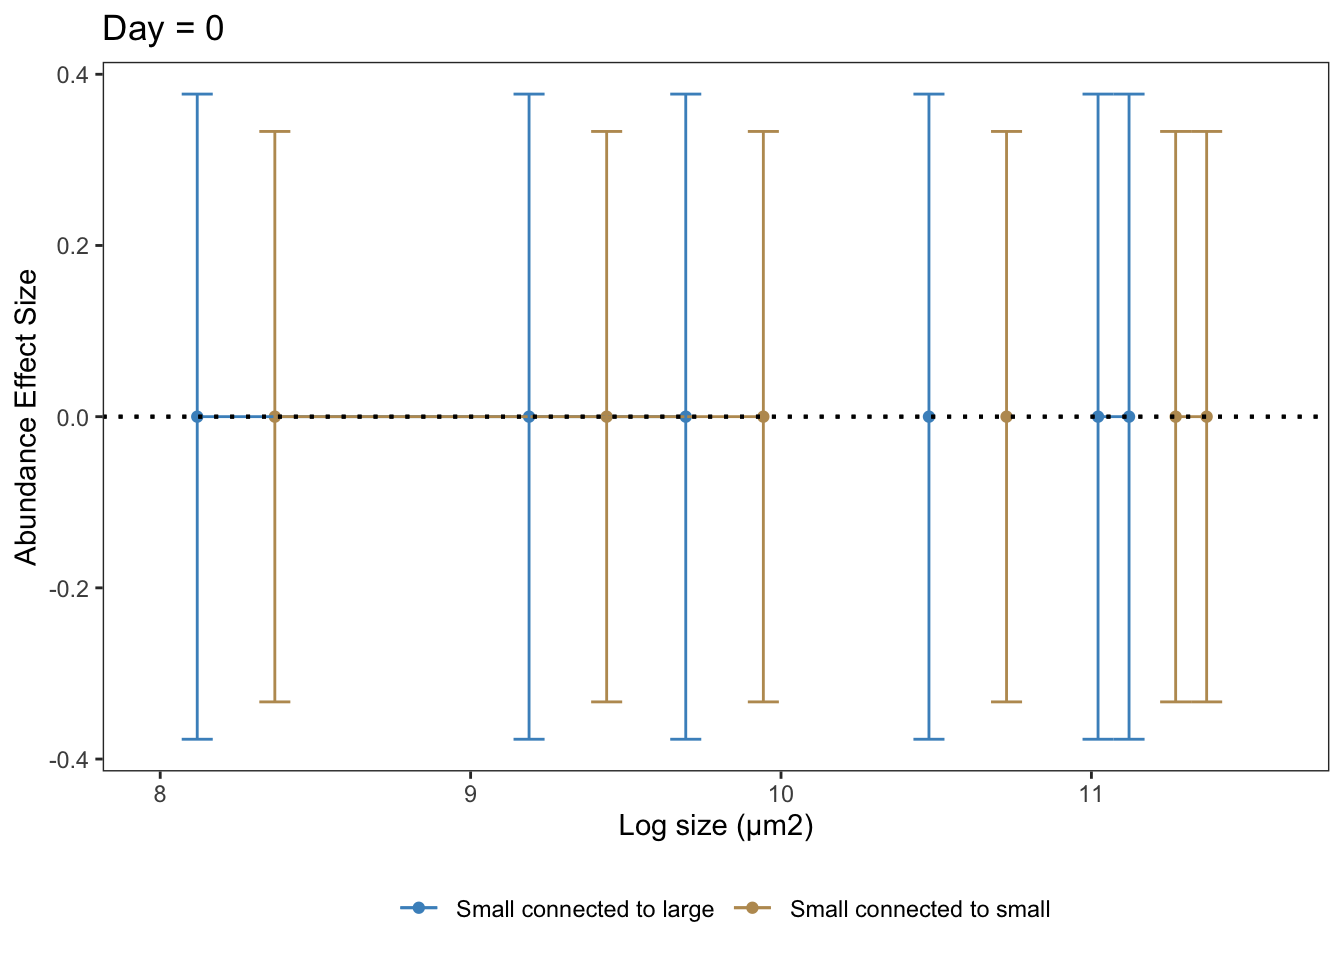 Day = 0
Abundance Effect Size
0.4
0.2
0.0
-0.2
-0.4
8 9 10 11
Log size (µm2)
Small connected to large Small connected to small